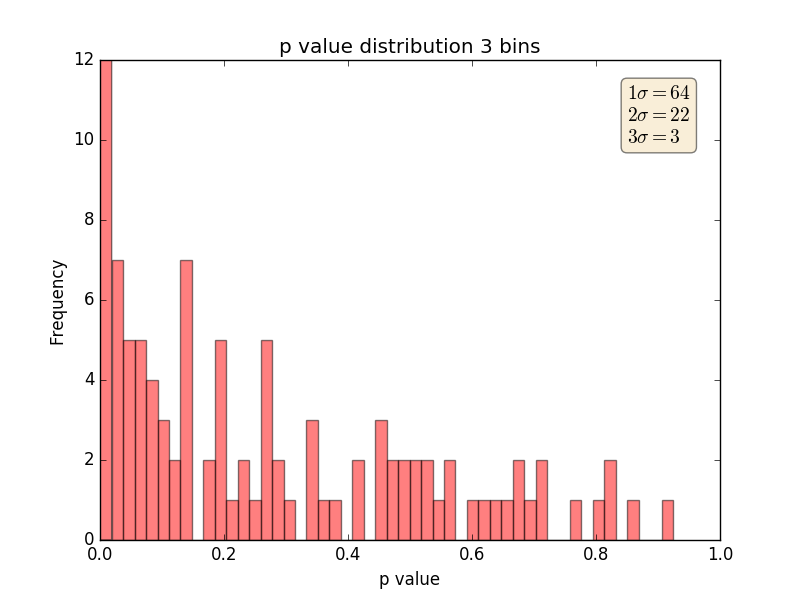 p value distribution 3 bins
1σ = 64
2σ = 22
3σ = 3
12
10
8
6
4
2
0
Frequency
0.0 0.2 0.4 0.6 0.8 1.0
p value